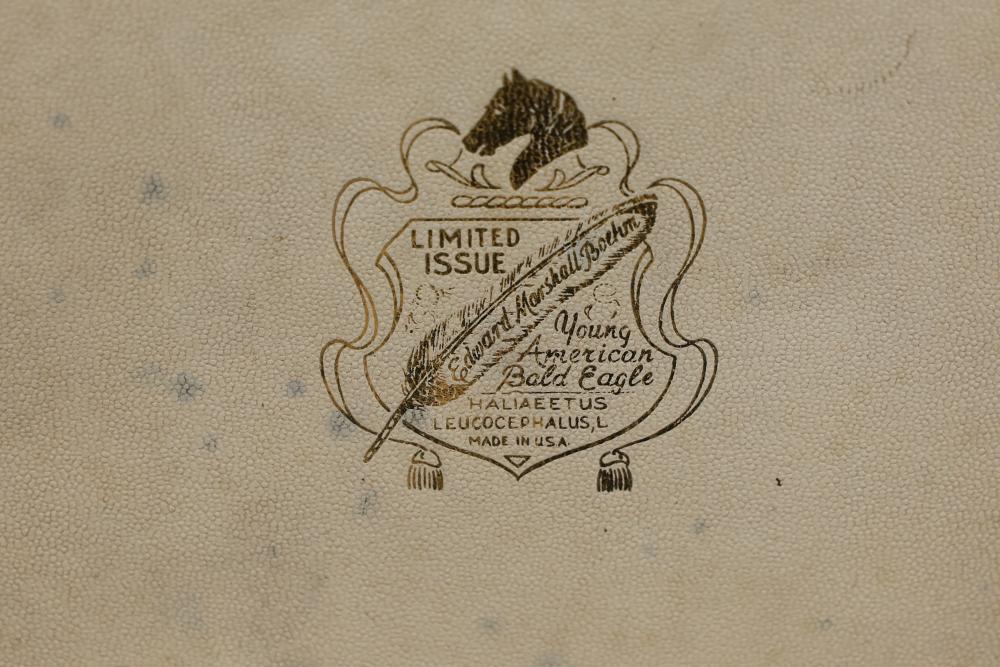 LIMITED
ISSUE
Edward Marshall Boehm
Young
American
Bald Eagle
HALIAEETUS
LEUCOCEPHALUS,L
MADE IN U.S.A.